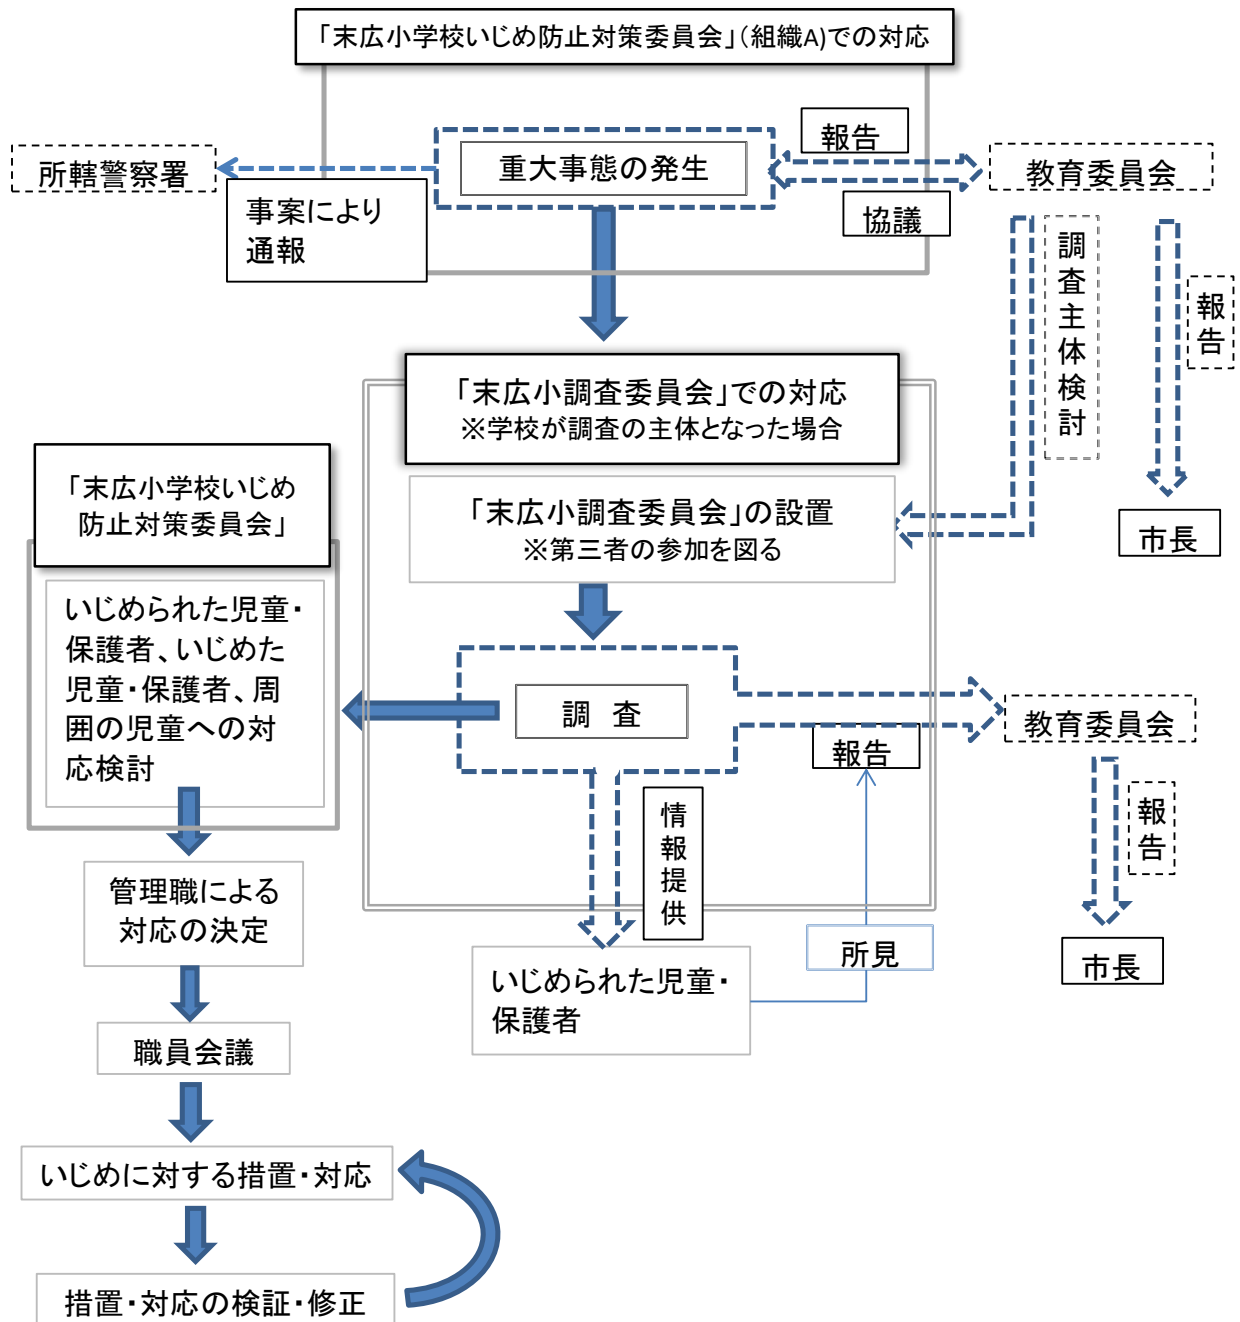 「末広小学校いじめ防止対策委員会」(組織A)での対応
報告
重大事態の発生
所轄警察署
教育委員会
事案により
通報
協議
調査主体検討
報告
「末広小調査委員会」での対応
※学校が調査の主体となった場合
「末広小学校いじめ
防止対策委員会」
「末広小調査委員会」の設置
※第三者の参加を図る
市長
いじめられた児童・
保護者、いじめた
児童・保護者、周
囲の児童への対
応検討
調 査
報告
教育委員会
情報提供
報告
管理職による
対応の決定
所見
市長
いじめられた児童・
保護者
職員会議
いじめに対する措置・対応
措置・対応の検証・修正